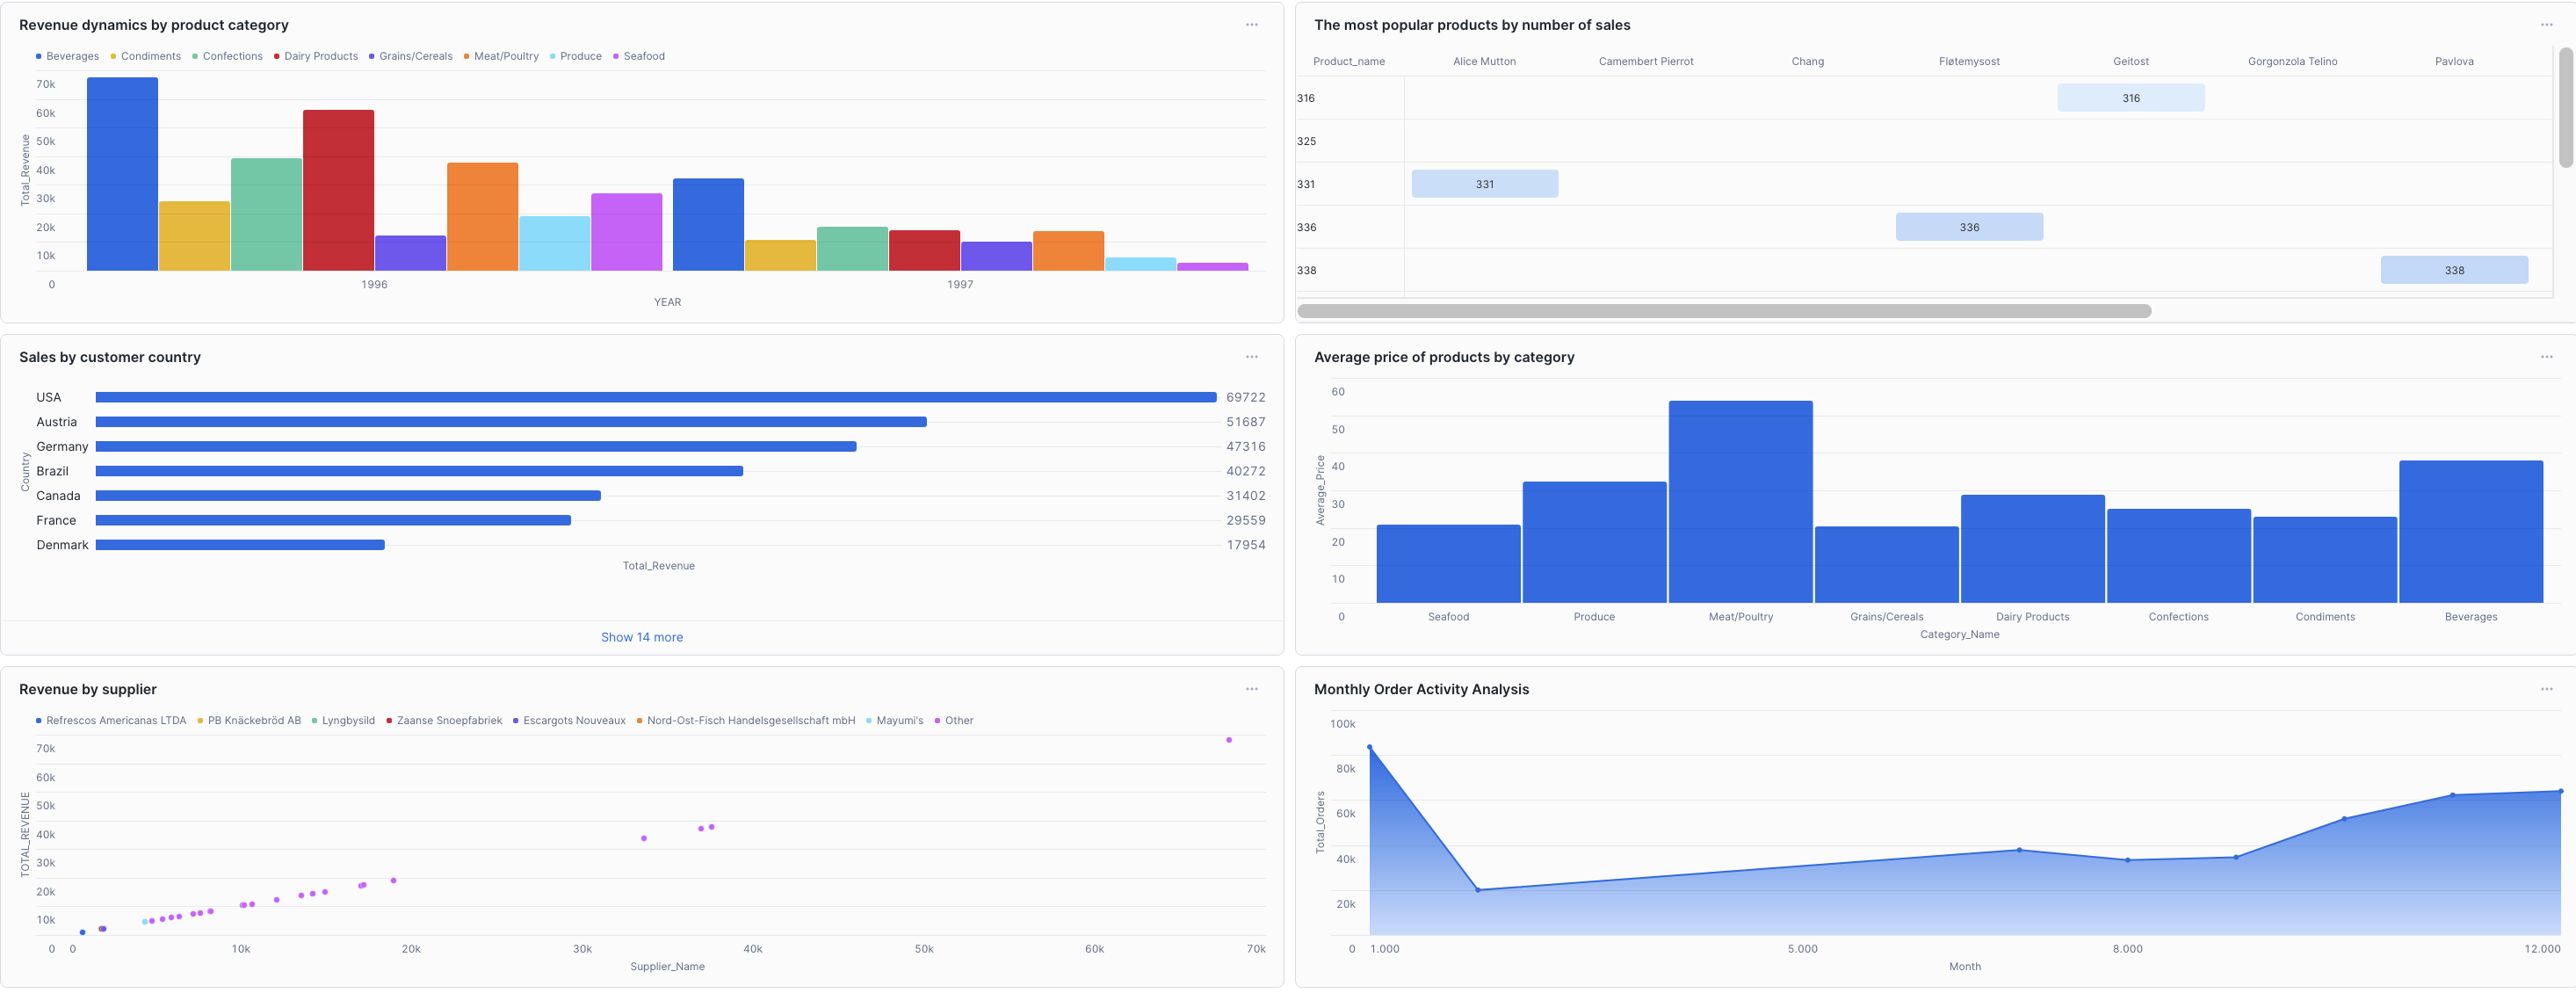 Revenue dynamics by product category
Beverages Condiments Confections Dairy Products Grains/Cereals Meat/Poultry Produce Seafood
Total_Revenue
70k
60k
50k
40k
30k
20k
10k
0
1996 1997
YEAR
The most popular products by number of sales
Product_name Alice Mutton Camembert Pierrot Chang Fløtemysost Geitost Gorgonzola Telino Pavlova
316 316
325
331 331
336 336
338 338
Sales by customer country
Country
USA 69722
Austria 51687
Germany 47316
Brazil 40272
Canada 31402
France 29559
Denmark 17954
Total_Revenue
Show 14 more
Average price of products by category
Average_Price
60
50
40
30
20
10
0
Seafood Produce Meat/Poultry Grains/Cereals Dairy Products Confections Condiments Beverages
Category_Name
Revenue by supplier
Refrescos Americanas LTDA PB Knäckebröd AB Lyngbysild Zaanse Snoepfabriek Escargots Nouveaux Nord-Ost-Fisch Handelsgesellschaft mbH Mayumi's Other
TOTAL_REVENUE
70k
60k
50k
40k
30k
20k
10k
0 0 10k 20k 30k 40k 50k 60k 70k
Supplier_Name
Monthly Order Activity Analysis
Total_Orders
100k
80k
60k
40k
20k
0 1.000 5.000 8.000 12.000
Month